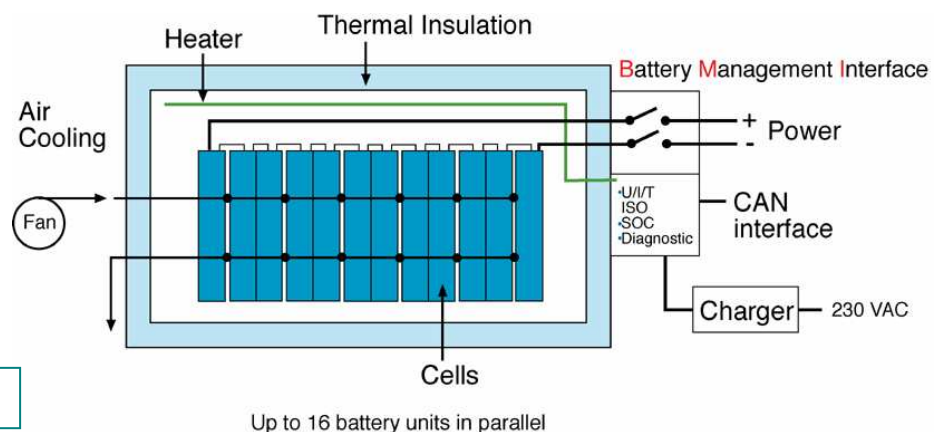 Thermal Insulation
Heater
Battery Management Interface
Air
Cooling
+
Power
-
Fan
•U/I/T
ISO
•SOC
•Diagnostic
CAN
interface
Charger
230 VAC
Cells
Up to 16 battery units in parallel